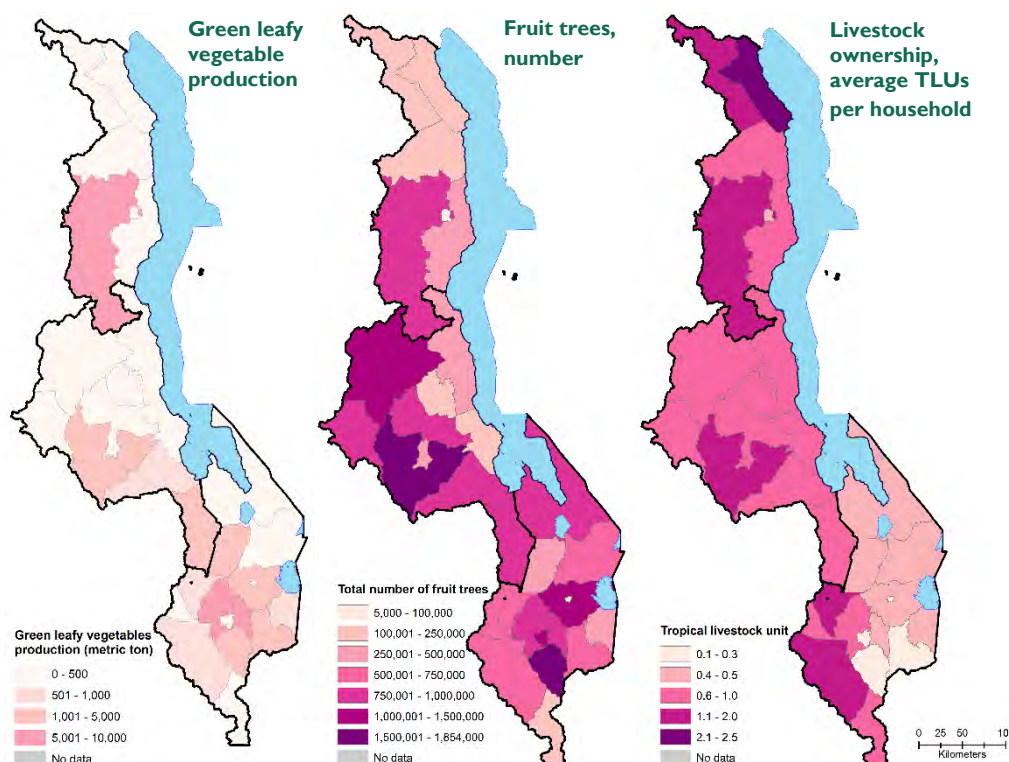 Green leafy
vegetable
production
Fruit trees,
number
Livestock
ownership,
average TLUs
per household
Green leafy vegetables
production (metric ton)
0 - 500
501 - 1,000
1,001 - 5,000
5,001 - 10,000
No data
Total number of fruit trees
5,000 - 100,000
100,001 - 250,000
250,001 - 500,000
500,001 - 750,000
750,001 - 1,000,000
1,000,001 - 1,500,000
1,500,001 - 1,854,000
No data
Tropical livestock unit
0.1 - 0.3
0.4 - 0.5
0.6 - 1.0
1.1 - 2.0
2.1 - 2.5
No data
0 25 50 10
Kilometers